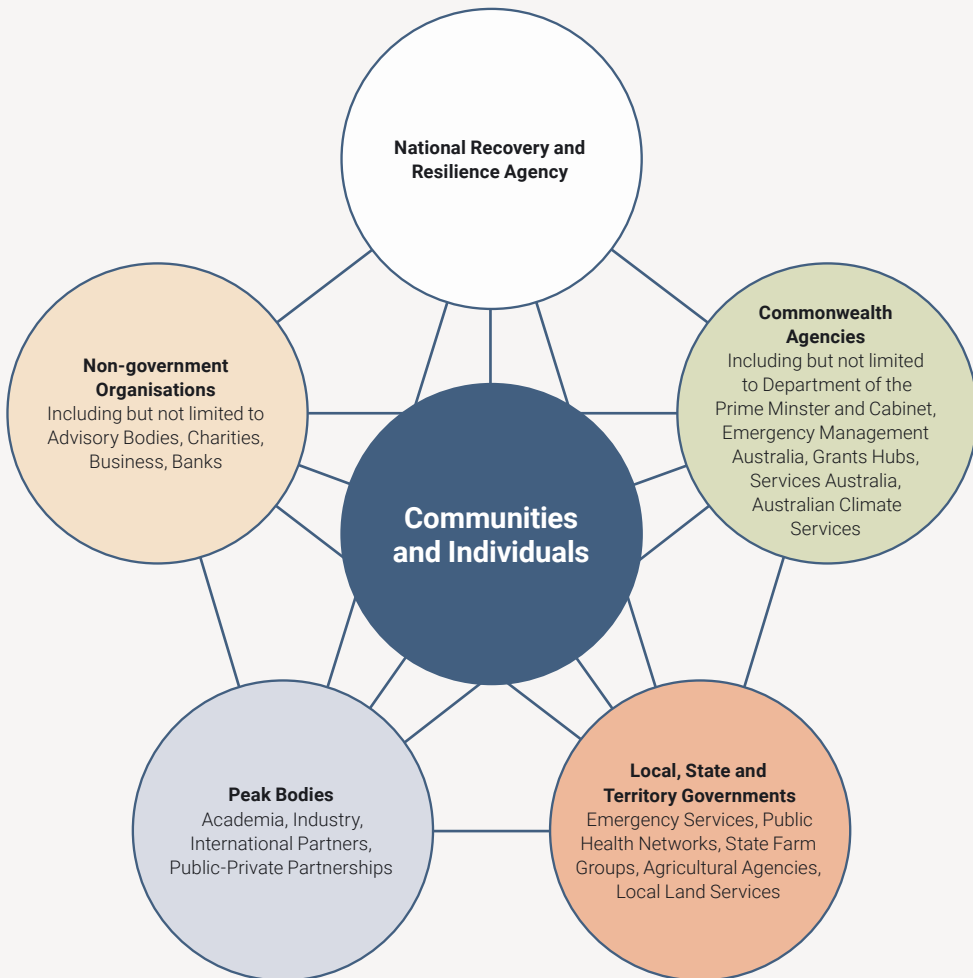 National Recovery and
Resilience Agency
Non-government
Organisations
Including but not limited to
Advisory Bodies, Charities,
Business, Banks
Commonwealth
Agencies
Including but not limited
to Department of the
Prime Minster and Cabinet,
Emergency Management
Australia, Grants Hubs,
Services Australia,
Australian Climate
Services
Communities
and Individuals
Peak Bodies
Academia, Industry,
International Partners,
Public-Private Partnerships
Local, State and
Territory Governments
Emergency Services, Public
Health Networks, State Farm
Groups, Agricultural Agencies,
Local Land Services